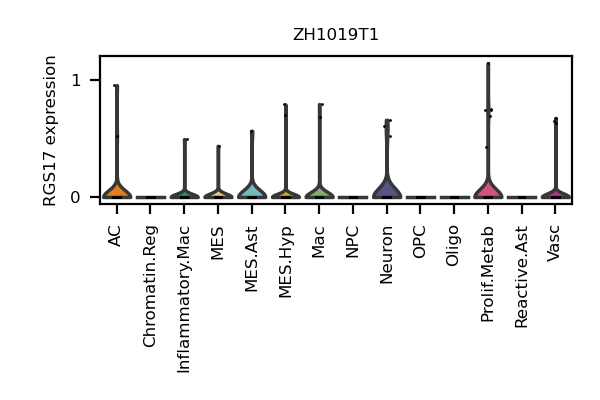 ZH1019T1
RGS17 expression
1
0
AC
Chromatin.Reg
Inflammatory.Mac
MES
MES.Ast
MES.Hyp
Mac
NPC
Neuron
OPC
Oligo
Prolif.Metab
Reactive.Ast
Vasc